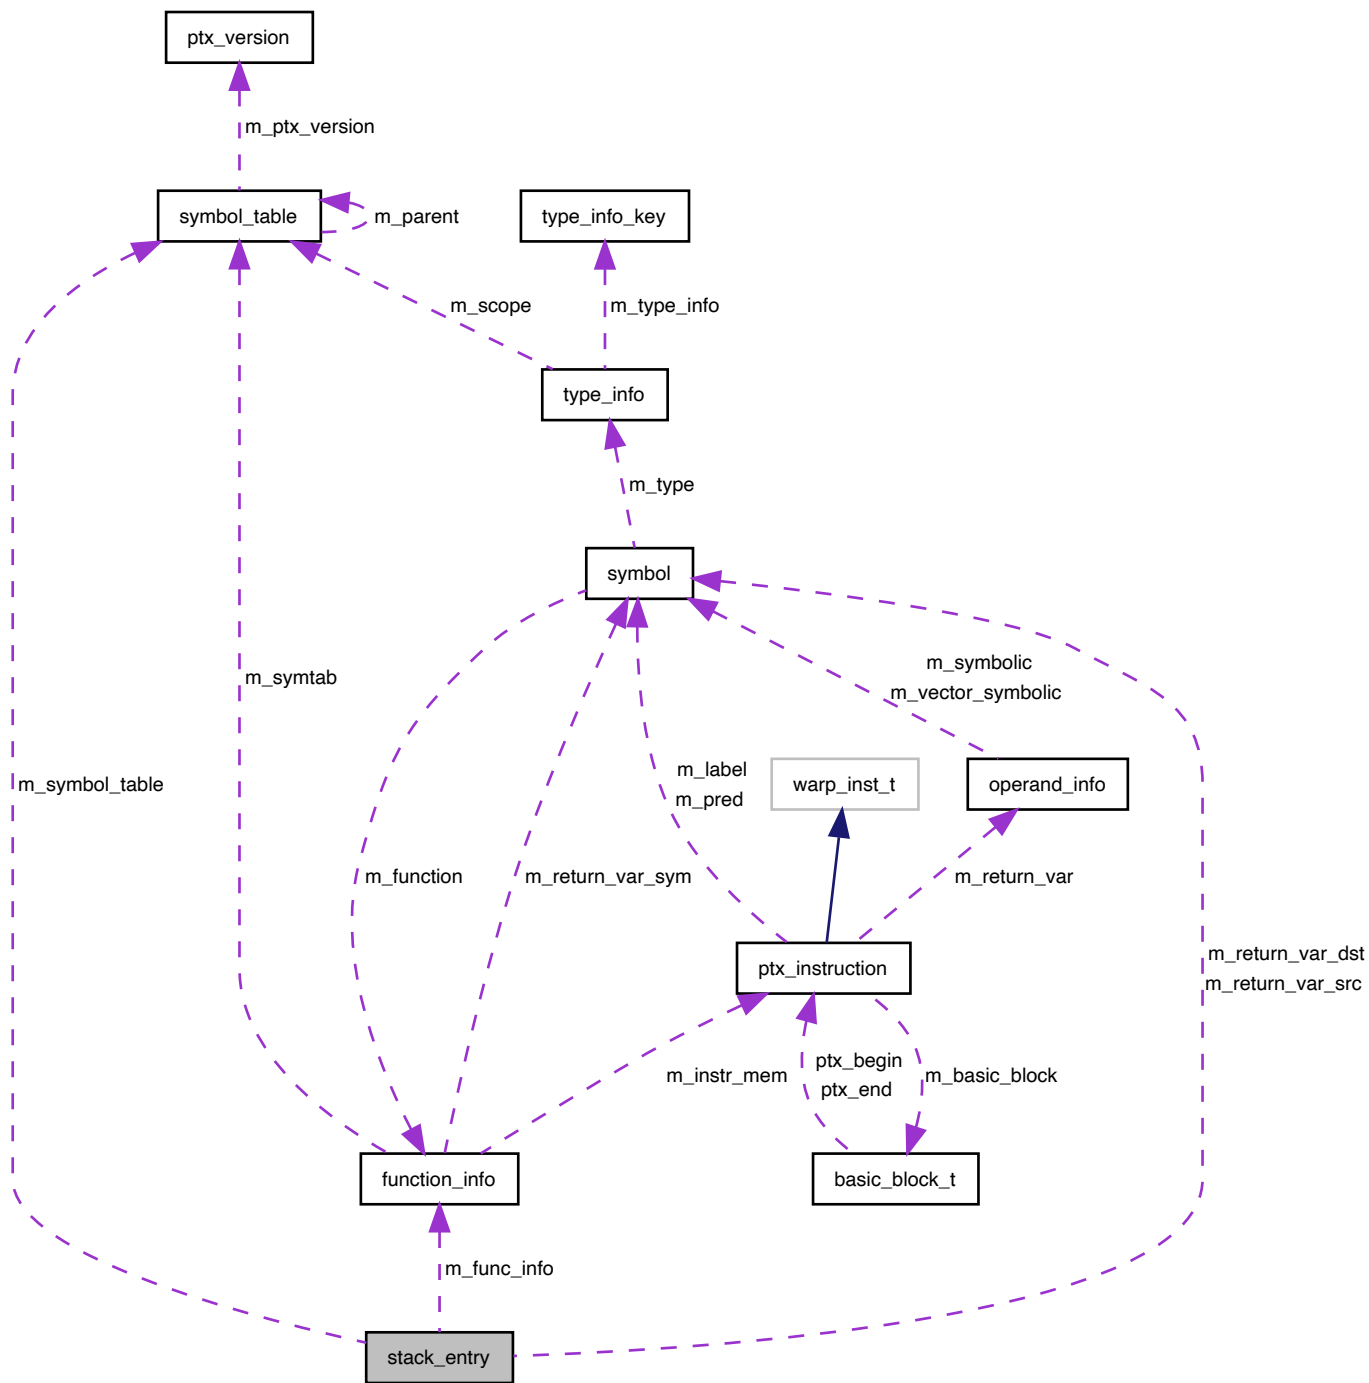 ptx_version
m_ptx_version
symbol_table
m_parent
type_info_key
m_scope
m_type_info
type_info
m_type
symbol
m_symbolic
m_vector_symbolic
m_symtab
m_symbol_table
m_label
m_pred
warp_inst_t
operand_info
m_function
m_return_var_sym
m_return_var
ptx_instruction
m_return_var_dst
m_return_var_src
m_instr_mem
ptx_begin
ptx_end
m_basic_block
function_info
basic_block_t
m_func_info
stack_entry